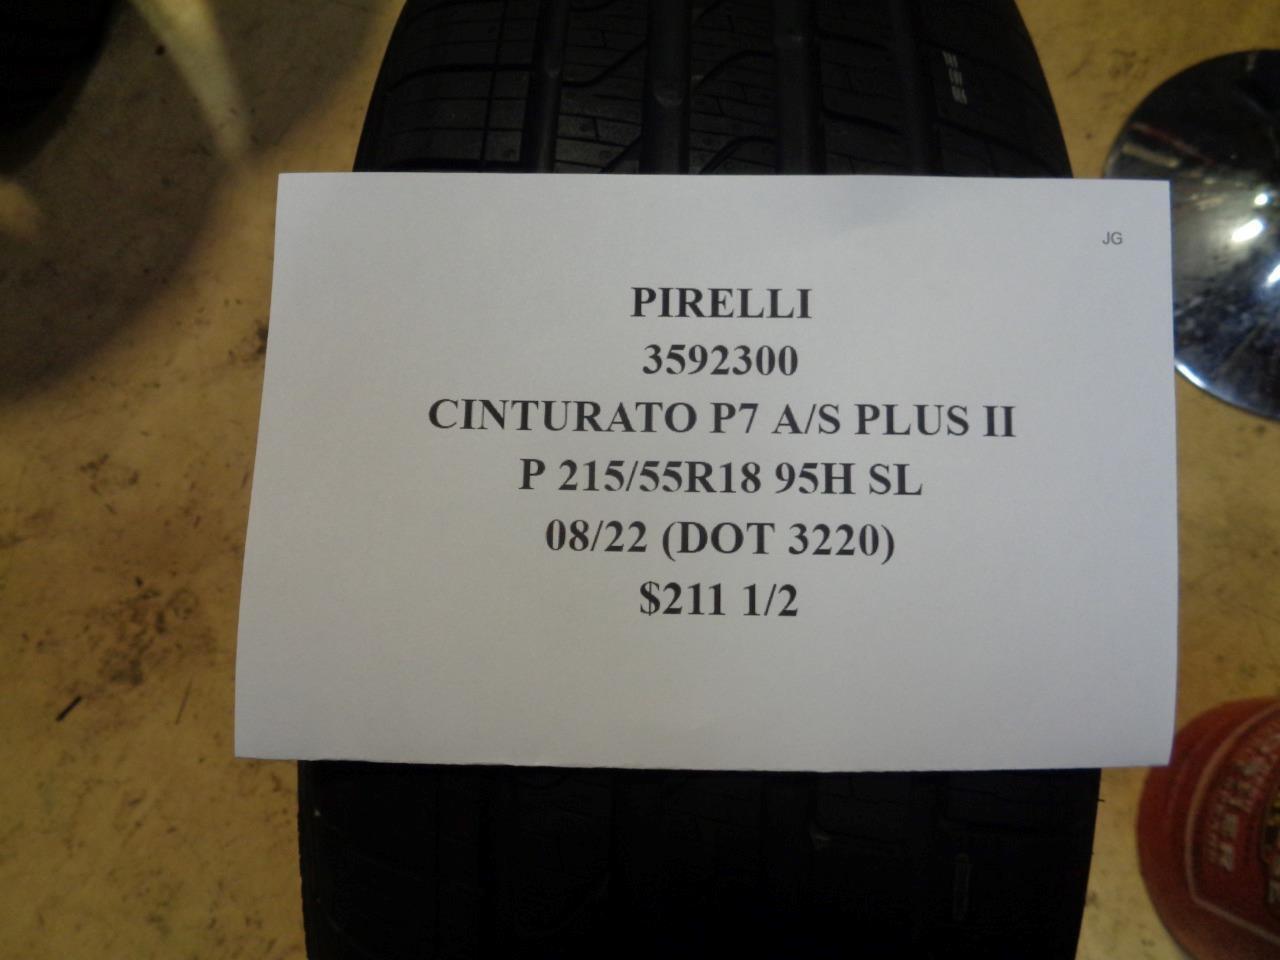 JG
PIRELLI
3592300
CINTURATO P7 A/S PLUS II
P 215/55R18 95H SL
08/22 (DOT 3220)
$211 1/2